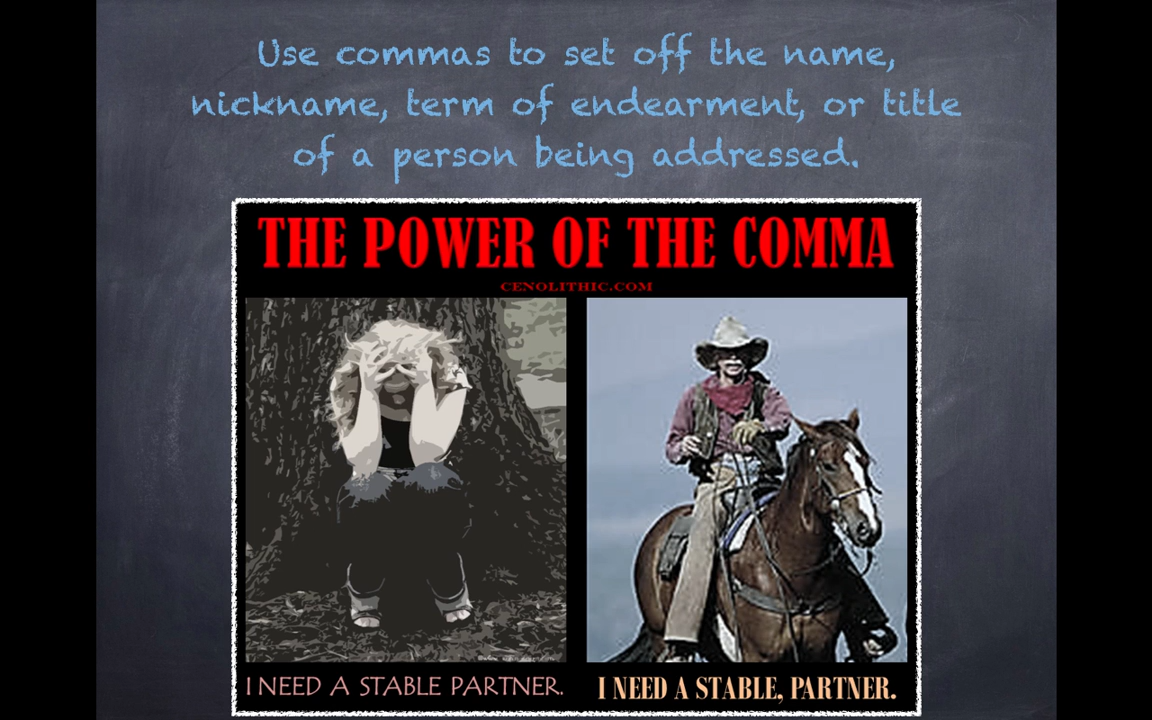 Use commas to set off the name,
nickname, term of endearment, or title
of a person being addressed.
THE POWER OF THE COMMA
CENOLITHIC.COM
I NEED A STABLE PARTNER.
I NEED A STABLE, PARTNER.